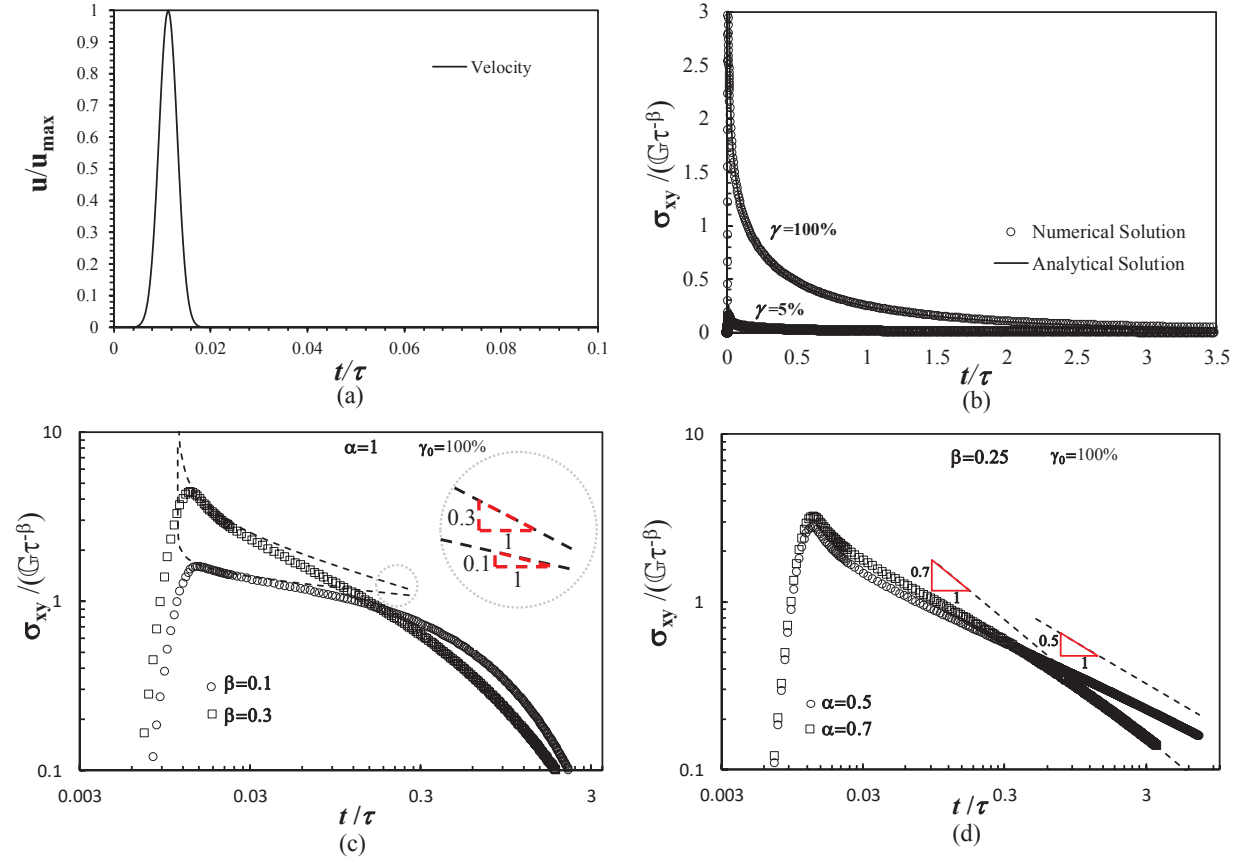 1
0.9
0.8
0.7
0.6
0.5
0.4
0.3
0.2
0.1
0
u/u_max
Velocity
0 0.02 0.04 0.06 0.08 0.1
t/τ
(a)
3
2.5
2
1.5
1
0.5
0
σ_xy /(𝔾τ^-β)
γ=100%
γ=5%
Numerical Solution
Analytical Solution
0 0.5 1 1.5 2 2.5 3 3.5
t/τ
(b)
10
1
0.1
σ_xy /(𝔾τ^-β)
α=1 γ₀=100%
0.3
1
0.1
1
β=0.1
β=0.3
0.003 0.03 0.3 3
t/τ
(c)
10
1
0.1
σ_xy /(𝔾τ^-β)
β=0.25 γ₀=100%
0.7
1
0.5
1
α=0.5
α=0.7
0.003 0.03 0.3 3
t/τ
(d)